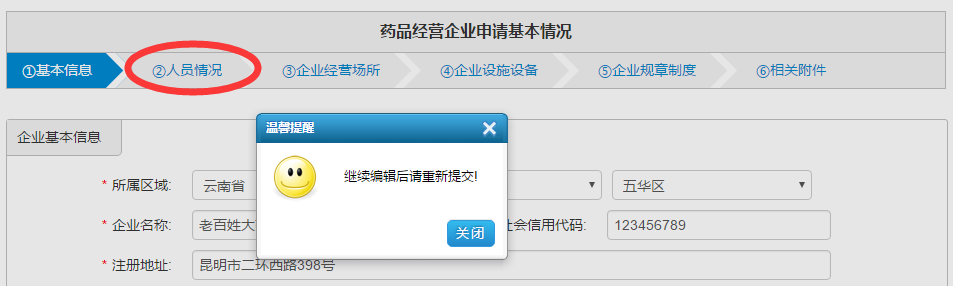 药品经营企业申请基本情况
①基本信息 ②人员情况 ③企业经营场所 ④企业设施设备 ⑤企业规章制度 ⑥相关附件
企业基本信息
温馨提醒
继续编辑后请重新提交!
关闭
* 所属区域: 云南省 五华区
* 企业名称: 老百姓大 会信用代码: 123456789
* 注册地址: 昆明市二环西路398号